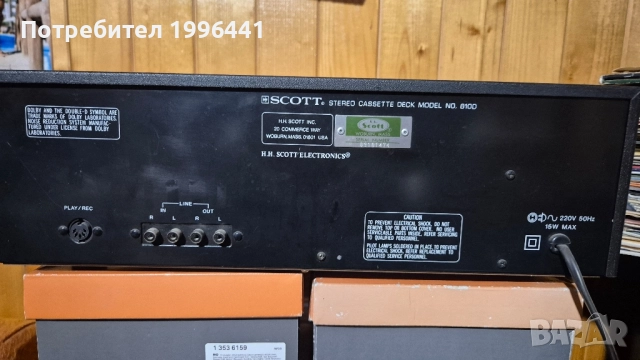 Потребител 1996441
SCOTT® STEREO CASSETTE DECK MODEL NO. 610D
DOLBY AND THE DOUBLE-D SYMBOL ARE
TRADE MARKS OF DOLBY LABORATORIES.
NOISE REDUCTION SYSTEM MANUFAC-
TURED UNDER LICENSE FROM DOLBY
LABORATORIES.
H.H. SCOTT INC.
20 COMMERCE WAY
WOBURN, MASS. 01801 USA
Scott
H.H. SCOTT ELECTRONICS®
PLAY/REC
LINE
IN OUT
R L R L
CAUTION
TO PREVENT ELECTRICAL SHOCK, DO NOT
REMOVE TOP OR BOTTOM COVER. NO USER
SERVICEABLE PARTS INSIDE. REFER SERVICING
TO QUALIFIED PERSONNEL.
PILOT LAMPS SOLDERED IN PLACE, TO PREVENT
ELECTRICAL SHOCK, REFER REPLACEMENT TO
QUALIFIED SERVICE PERSONNEL.
220V 50Hz
15W MAX
1 353 6159
BAZAR